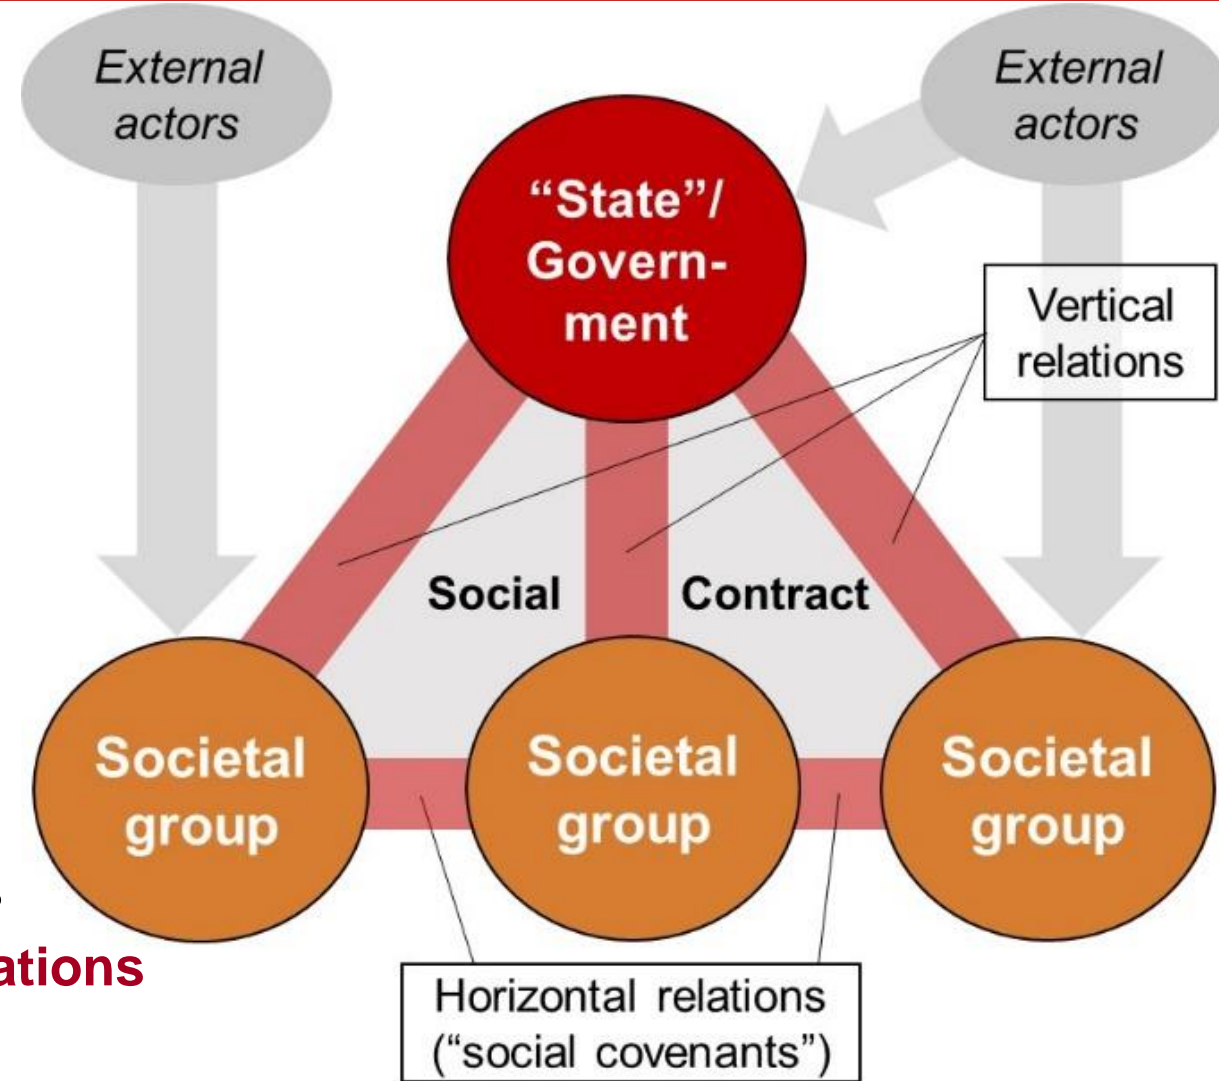 External
actors
External
actors
“State”/
Govern-
ment
Vertical
relations
Social Contract
Societal
group
Societal
group
Societal
group
ations
Horizontal relations
(“social covenants”)